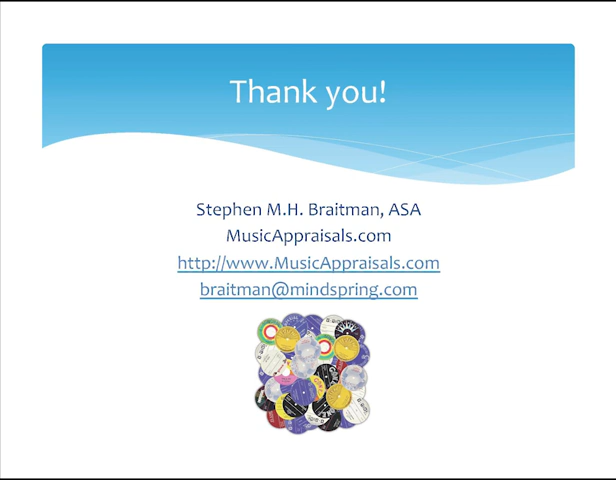 Thank you!
Stephen M.H. Braitman, ASA
MusicAppraisals.com
http://www.MusicAppraisals.com
braitman@mindspring.com